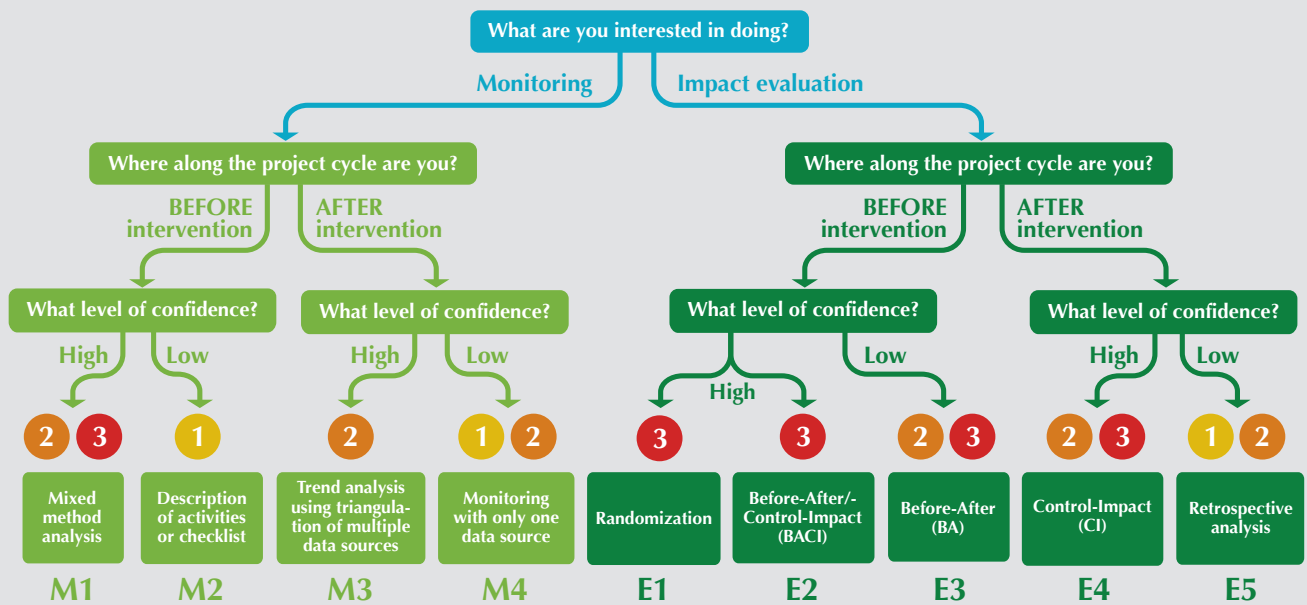 What are you interested in doing?
Monitoring
Impact evaluation
Where along the project cycle are you?
Where along the project cycle are you?
BEFORE
intervention
AFTER
intervention
BEFORE
intervention
AFTER
intervention
What level of confidence?
What level of confidence?
What level of confidence?
What level of confidence?
High
Low
High
Low
High
Low
High
Low
2
3
1
2
1
2
3
3
2
3
2
3
1
2
Mixed
method
analysis
Description
of activities
or checklist
Trend analysis
using triangula-
tion of multiple
data sources
Monitoring
with only one
data source
Randomization
Before-After/-
Control-Impact
(BACI)
Before-After
(BA)
Control-Impact
(CI)
Retrospective
analysis
M1
M2
M3
M4
E1
E2
E3
E4
E5